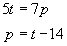 5t = 7p
p = t − 14